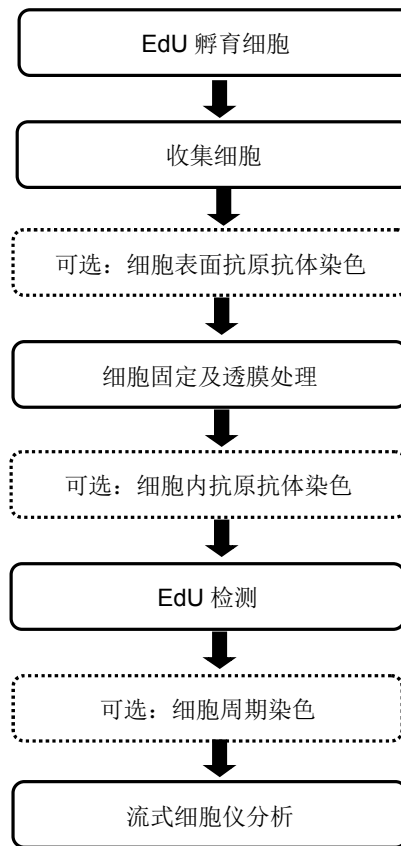 EdU 孵育细胞
收集细胞
可选：细胞表面抗原抗体染色
细胞固定及透膜处理
可选：细胞内抗原抗体染色
EdU 检测
可选：细胞周期染色
流式细胞仪分析